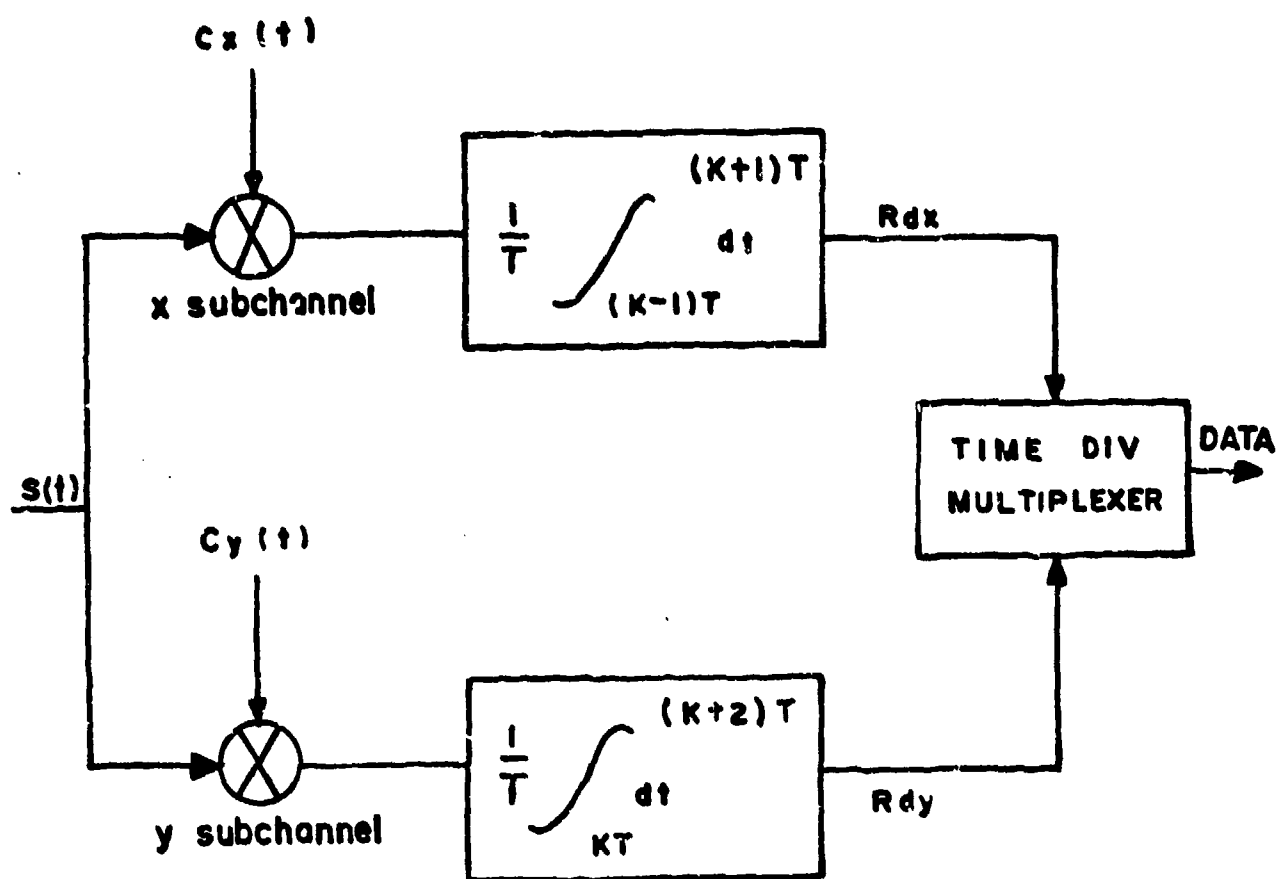 Cx (t)
(K+1)T
1
T
dt
(K-1)T
x subchannel
Rdx
TIME DIV
MULTIPLEXER
DATA
S(t)
Cy (t)
(K+2)T
1
T
dt
KT
y subchannel
Rdy